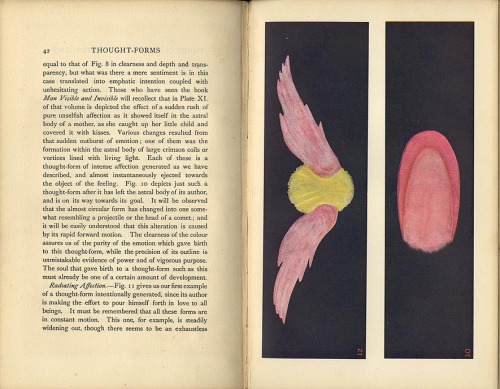 42 THOUGHT-FORMS
equal to that of Fig. 8 in clearness and depth and trans-
parency, but what was there a mere sentiment is in this
case translated into emphatic intention coupled with
unhesitating action. Those who have seen the book
Man Visible and Invisible will recollect that in Plate XI.
of that volume is depicted the effect of a sudden rush of
pure unselfish affection as it showed itself in the astral
body of a mother, as she caught up her little child and
covered it with kisses. Various changes resulted from
that sudden outburst of emotion; one of them was the
formation within the astral body of large crimson coils or
vortices lined with living light. Each of these is a
thought-form of intense affection generated as we have
described, and almost instantaneously ejected towards
the object of the feeling. Fig. 10 depicts just such a
thought-form after it has left the astral body of its author,
and is on its way towards its goal. It will be observed
that the almost circular form has changed into one some-
what resembling a projectile or the head of a comet; and
it will be easily understood that this alteration is caused
by its rapid forward motion. The clearness of the colour
assures us of the purity of the emotion which gave birth
to this thought-form, while the precision of its outline is
unmistakable evidence of power and of vigorous purpose.
The soul that gave birth to a thought-form such as this
must already be one of a certain amount of development.
Radiating Affection.—Fig. 11 gives us our first example
of a thought-form intentionally generated, since its author
is making the effort to pour himself forth in love to all
beings. It must be remembered that all these forms are
in constant motion. This one, for example, is steadily
widening out, though there seems to be an exhaustless
12
10